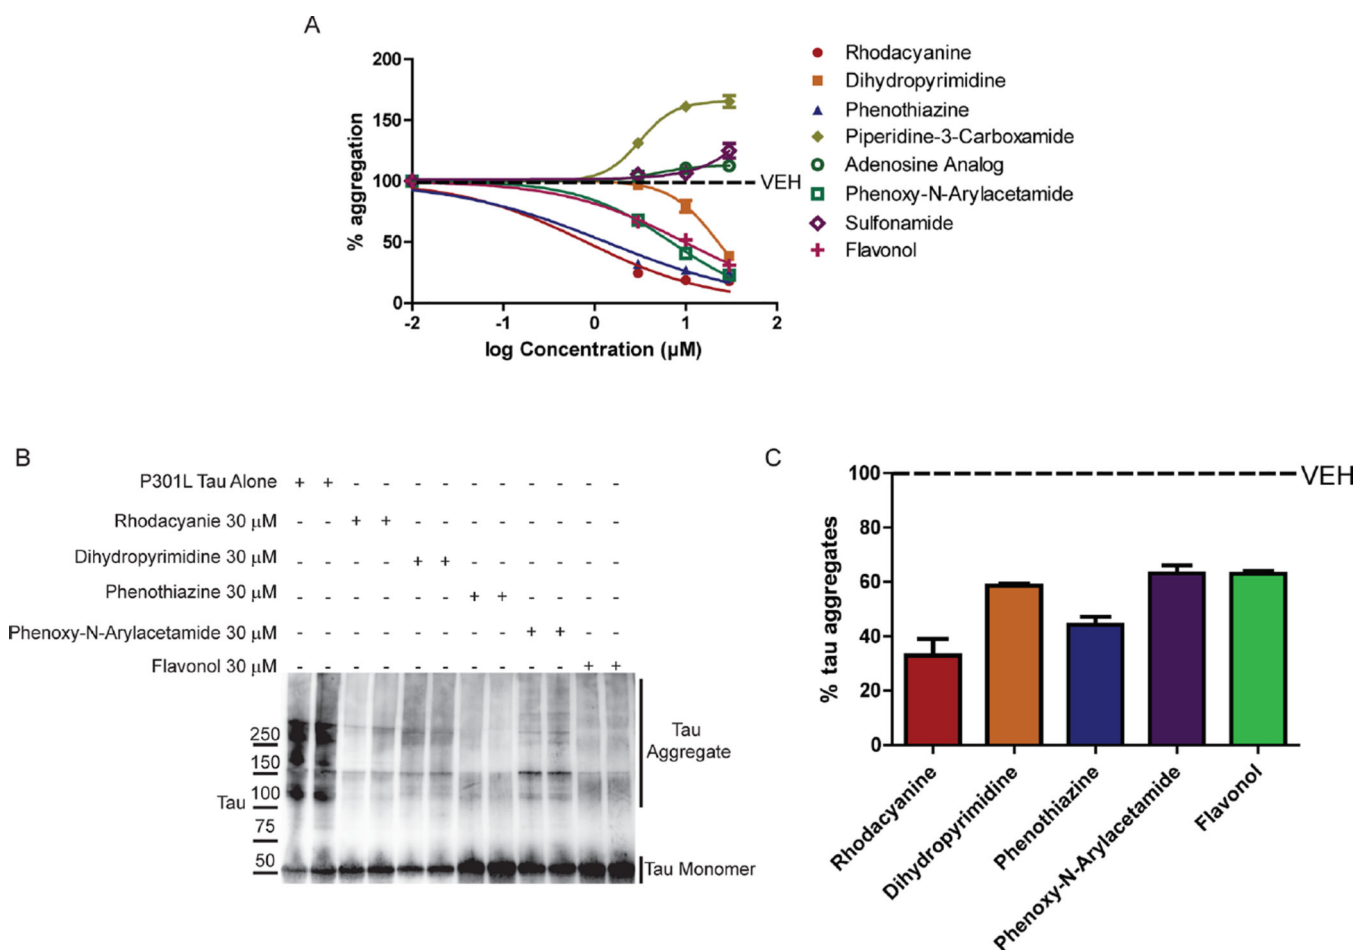 A
200
150
100
50
0
% aggregation
-2
-1
0
1
2
log Concentration (µM)
VEH
Rhodacyanine
Dihydropyrimidine
Phenothiazine
Piperidine-3-Carboxamide
Adenosine Analog
Phenoxy-N-Arylacetamide
Sulfonamide
Flavonol
B
P301L Tau Alone + + - - - - - - - - - -
Rhodacyanie 30 µM - - + + - - - - - - - -
Dihydropyrimidine 30 µM - - - - + + - - - - - -
Phenothiazine 30 µM - - - - - - + + - - - -
Phenoxy-N-Arylacetamide 30 µM - - - - - - - - + + - -
Flavonol 30 µM - - - - - - - - - - + +
250
150
100
75
50
Tau
Tau
Aggregate
Tau Monomer
C
100
80
60
40
20
0
% tau aggregates
VEH
Rhodacyanine
Dihydropyrimidine
Phenothiazine
Phenoxy-N-Arylacetamide
Flavonol